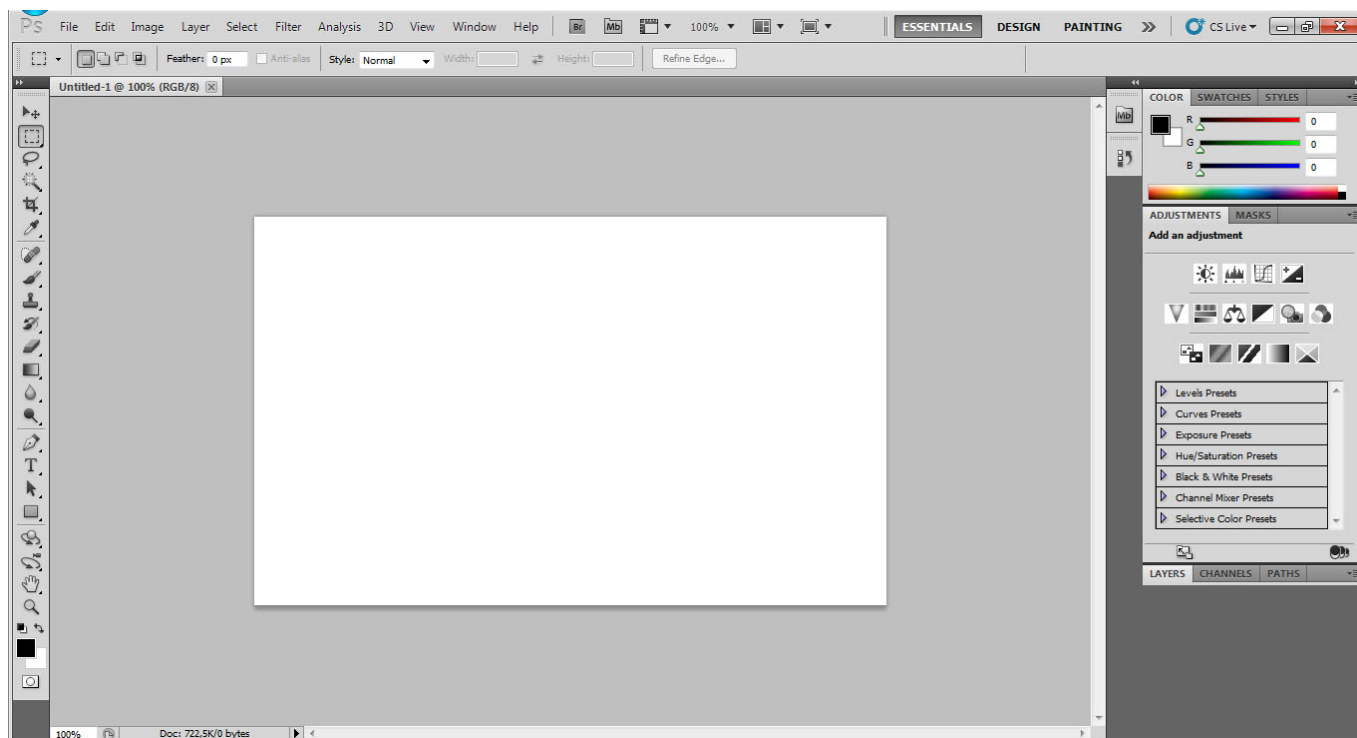 Ps File Edit Image Layer Select Filter Analysis 3D View Window Help Br Mb 100% ESSENTIALS DESIGN PAINTING CS Live
Feather: 0 px Anti-alias Style: Normal Width: Height: Refine Edge...
Untitled-1 @ 100% (RGB/8)
Mb
COLOR SWATCHES STYLES
R 0
G 0
B 0
ADJUSTMENTS MASKS
Add an adjustment
Levels Presets
Curves Presets
Exposure Presets
Hue/Saturation Presets
Black & White Presets
Channel Mixer Presets
Selective Color Presets
LAYERS CHANNELS PATHS
T
100% Doc: 722,5K/0 bytes